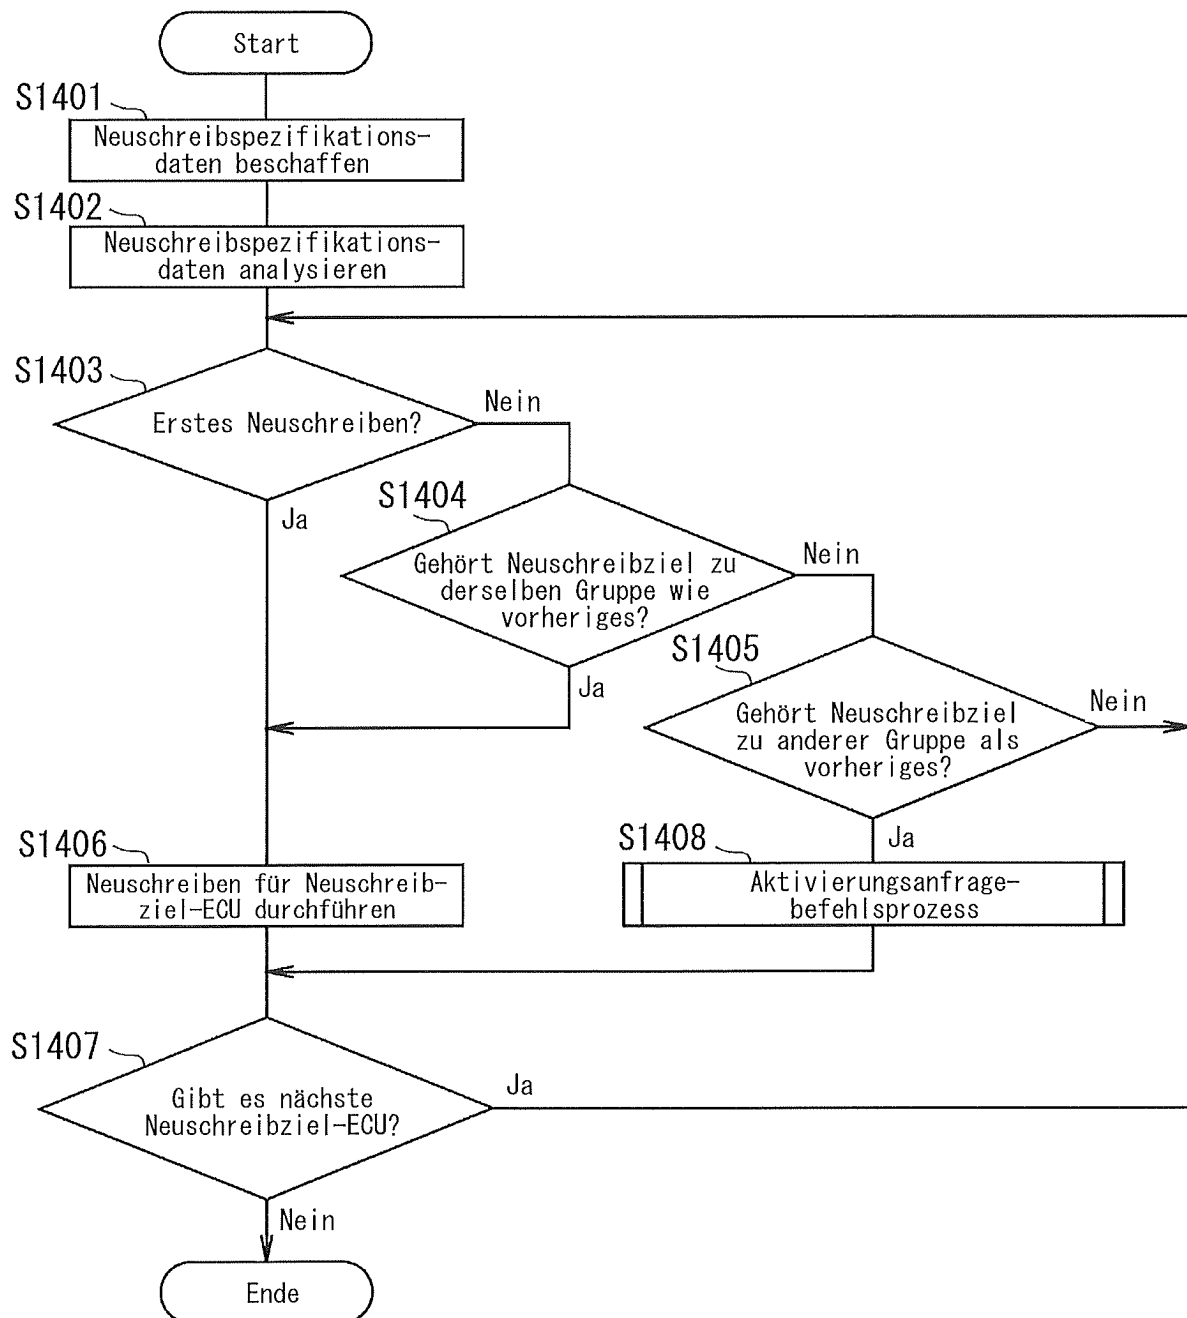 Start
S1401
Neuschreibspezifikations-
daten beschaffen
S1402
Neuschreibspezifikations-
daten analysieren
S1403
Erstes Neuschreiben?
Nein
Ja
S1404
Gehört Neuschreibziel zu
derselben Gruppe wie
vorheriges?
Nein
Ja
S1405
Gehört Neuschreibziel
zu anderer Gruppe als
vorheriges?
Nein
Ja
S1406
Neuschreiben für Neuschreib-
ziel-ECU durchführen
S1408
Aktivierungsanfrage-
befehlsprozess
S1407
Gibt es nächste
Neuschreibziel-ECU?
Ja
Nein
Ende